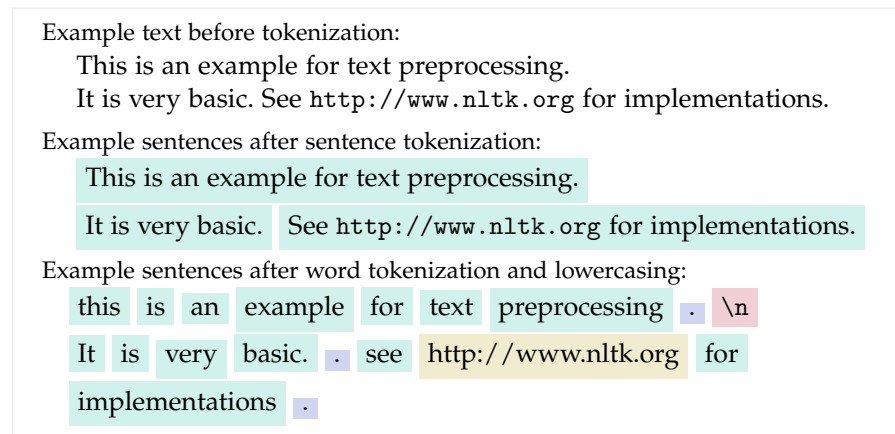 Example text before tokenization:
This is an example for text preprocessing.
It is very basic. See http://www.nltk.org for implementations.
Example sentences after sentence tokenization:
This is an example for text preprocessing.
It is very basic. See http://www.nltk.org for implementations.
Example sentences after word tokenization and lowercasing:
this is an example for text preprocessing . \n
It is very basic. . see http://www.nltk.org for
implementations .